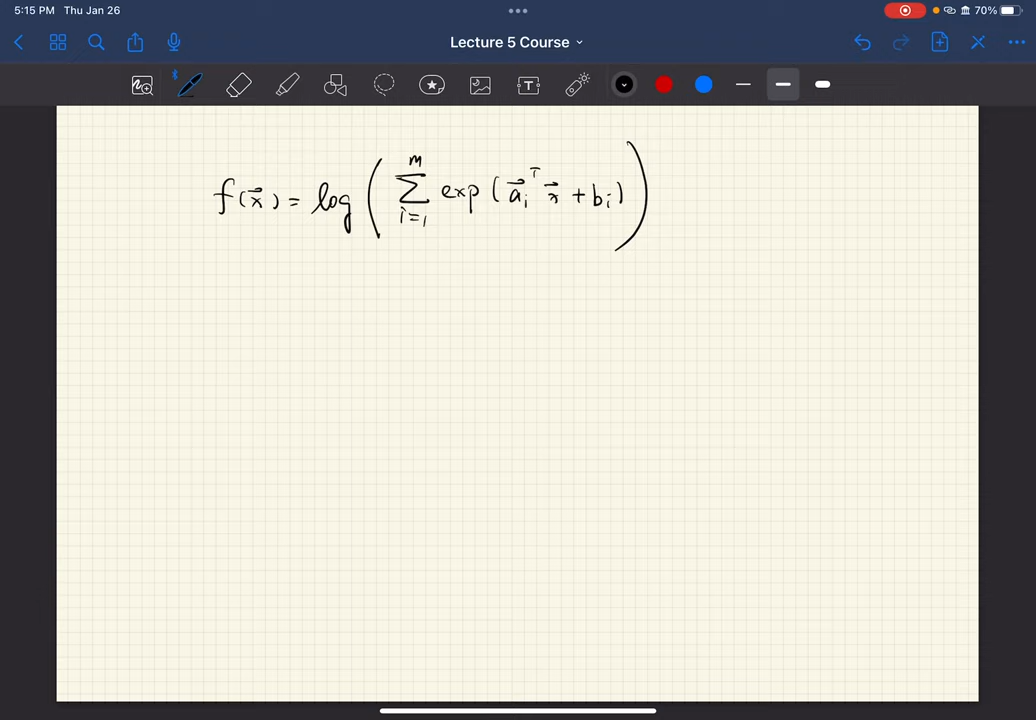 5:15 PM Thu Jan 26
70%
Lecture 5 Course
f(x⃗) = log ( ∑_{i=1}^{m} exp ( a⃗_i^T x⃗ + b_i ) )